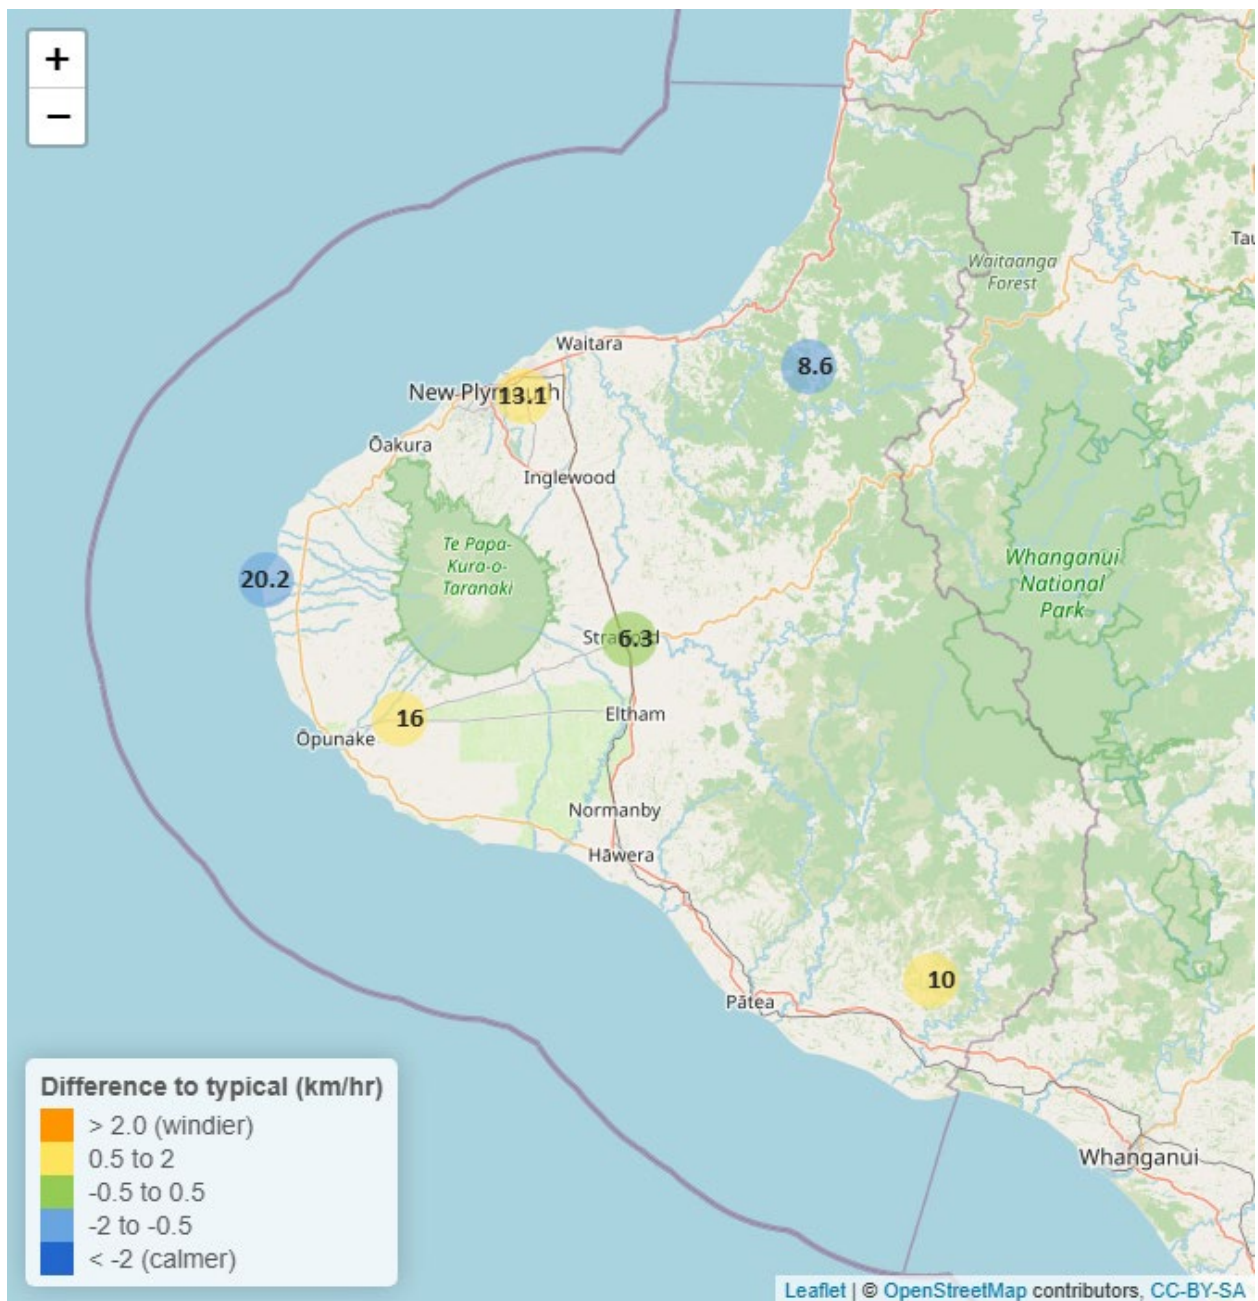 +
−
Tau
Waitaanga
Forest
Waitara
8.6
New Plymouth
13.1
Ōakura
Inglewood
Te Papa-
Kura-o-
Taranaki
Whanganui
National
Park
20.2
Stratford
6.3
16
Eltham
Ōpunake
Normanby
Hāwera
10
Pātea
Difference to typical (km/hr)
> 2.0 (windier)
0.5 to 2
-0.5 to 0.5
-2 to -0.5
< -2 (calmer)
Whanganui
Leaflet | © OpenStreetMap contributors, CC-BY-SA